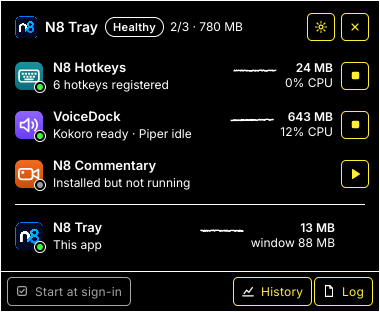 n8 N8 Tray Healthy 2/3 · 780 MB
N8 Hotkeys 24 MB
6 hotkeys registered 0% CPU
VoiceDock 643 MB
Kokoro ready · Piper idle 12% CPU
N8 Commentary
Installed but not running
n8 N8 Tray 13 MB
This app window 88 MB
Start at sign-in History Log